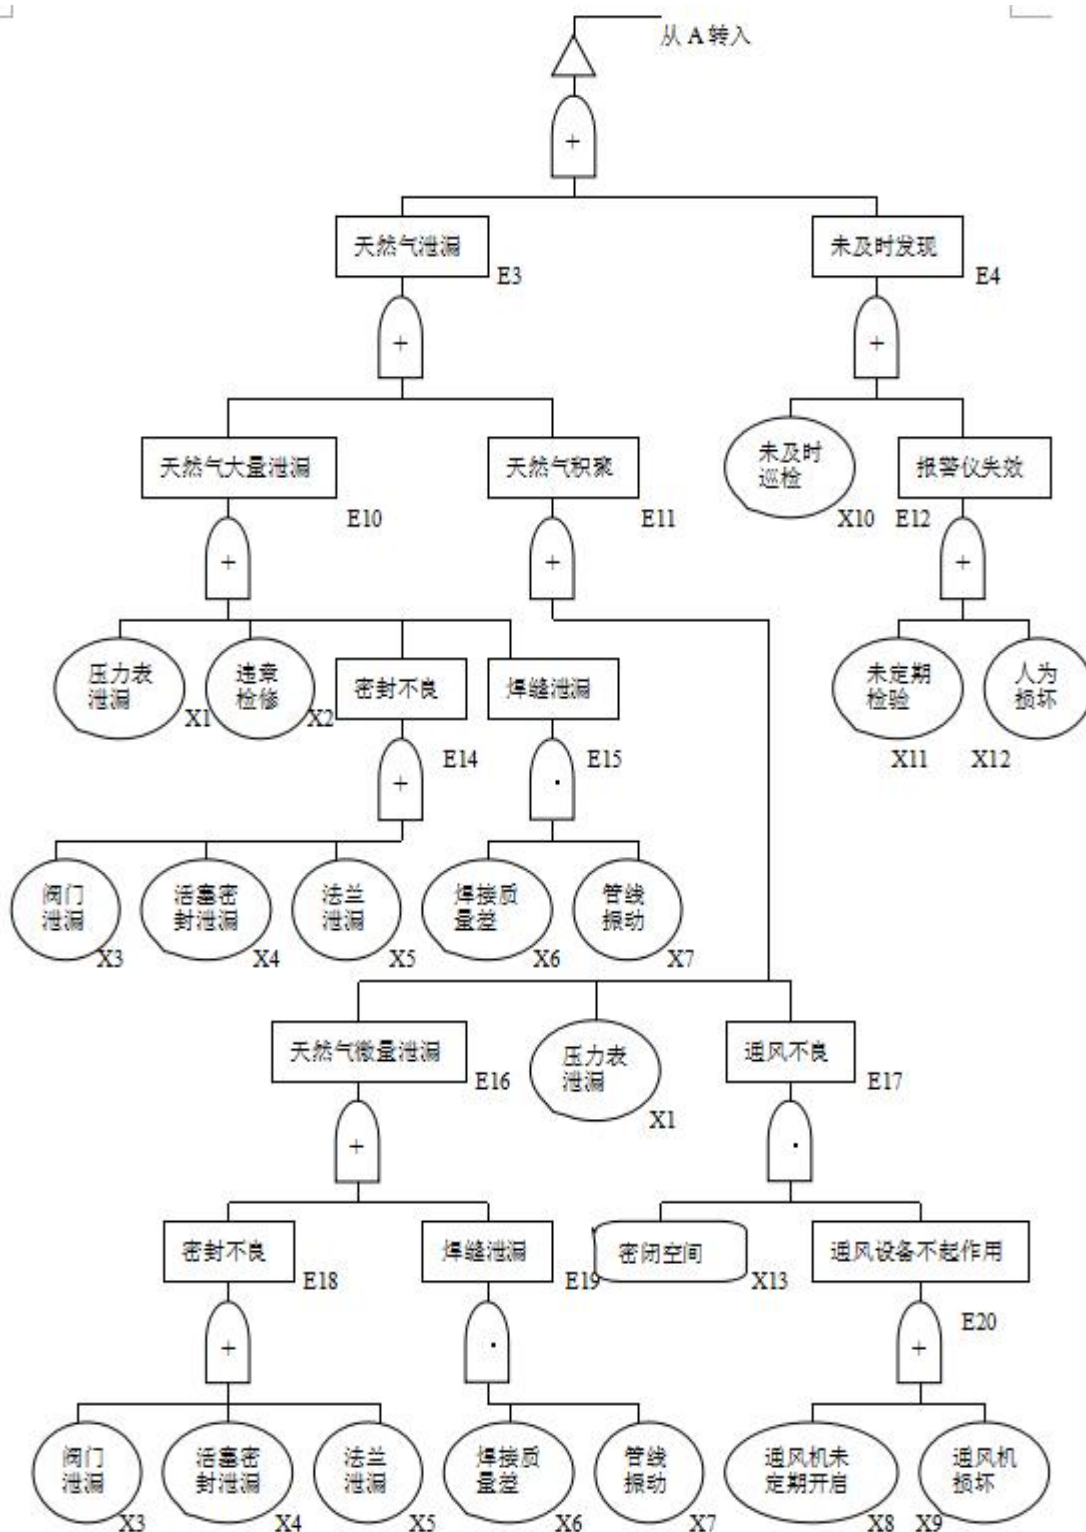 从 A 转入
+
天然气泄漏
E3
未及时发现
E4
+
+
天然气大量泄漏
E10
天然气积聚
E11
未及时
巡检
X10
报警仪失效
E12
+
+
+
压力表
泄漏
X1
违章
检修
X2
密封不良
E14
焊缝泄漏
E15
未定期
检验
X11
人为
损坏
X12
+
·
阀门
泄漏
X3
活塞密
封泄漏
X4
法兰
泄漏
X5
焊接质
量差
X6
管线
振动
X7
天然气微量泄漏
E16
压力表
泄漏
X1
通风不良
E17
+
·
密封不良
E18
焊缝泄漏
E19
密闭空间
X13
通风设备不起作用
E20
+
·
+
阀门
泄漏
X3
活塞密
封泄漏
X4
法兰
泄漏
X5
焊接质
量差
X6
管线
振动
X7
通风机未
定期开启
X8
通风机
损坏
X9